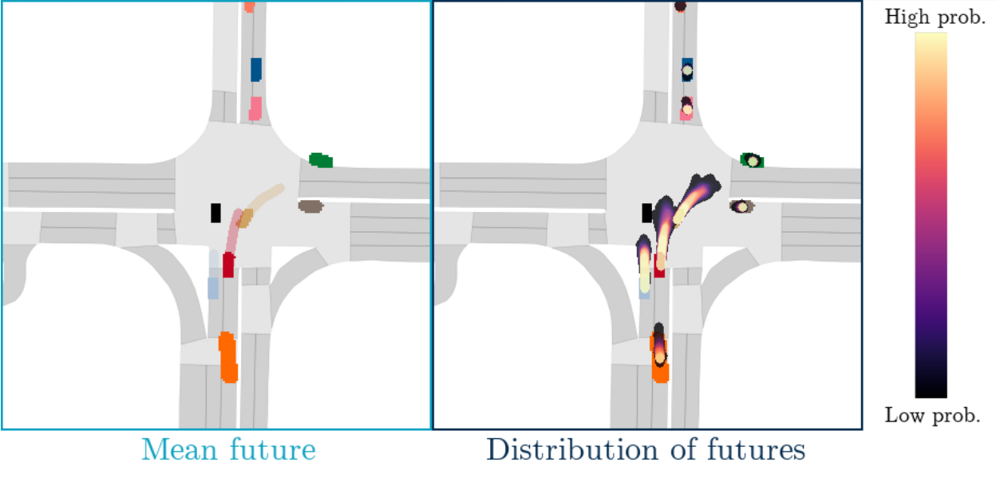 High prob.
Low prob.
Mean future
Distribution of futures